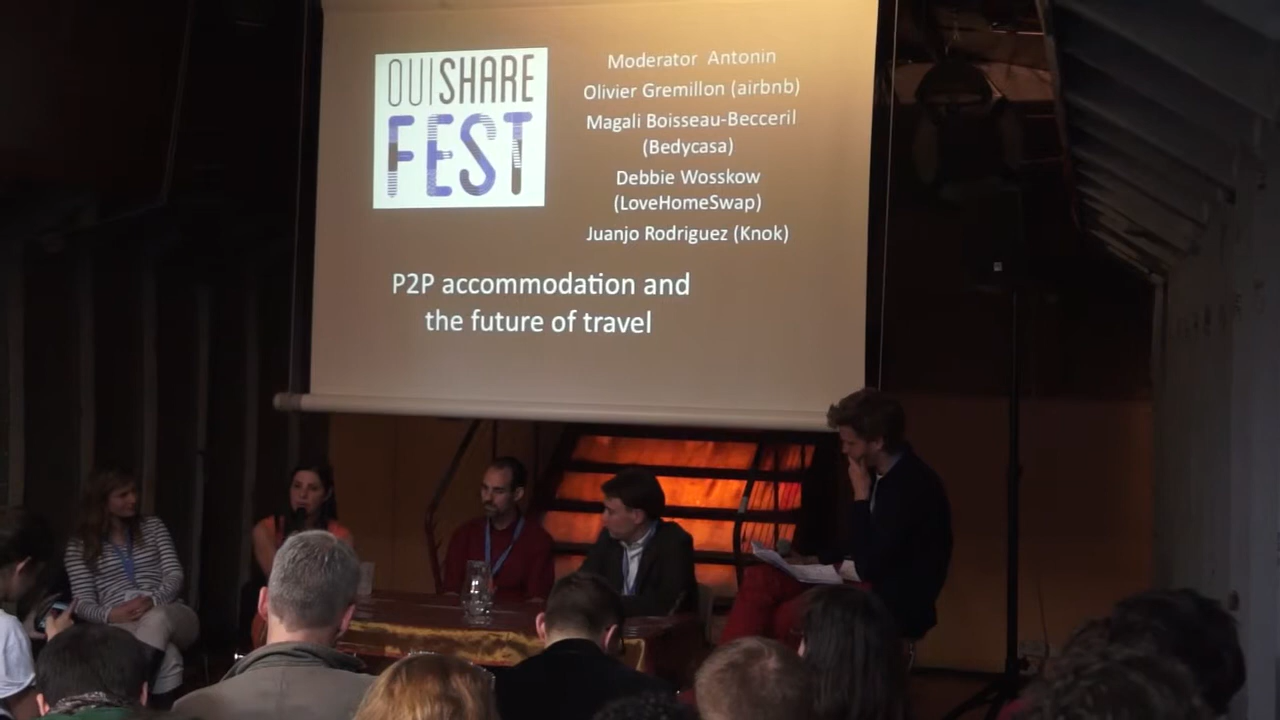 OUISHARE
FEST
Moderator Antonin
Olivier Gremillon (airbnb)
Magali Boisseau-Becceril
(Bedycasa)
Debbie Wosskow
(LoveHomeSwap)
Juanjo Rodriguez (Knok)
P2P accommodation and
the future of travel